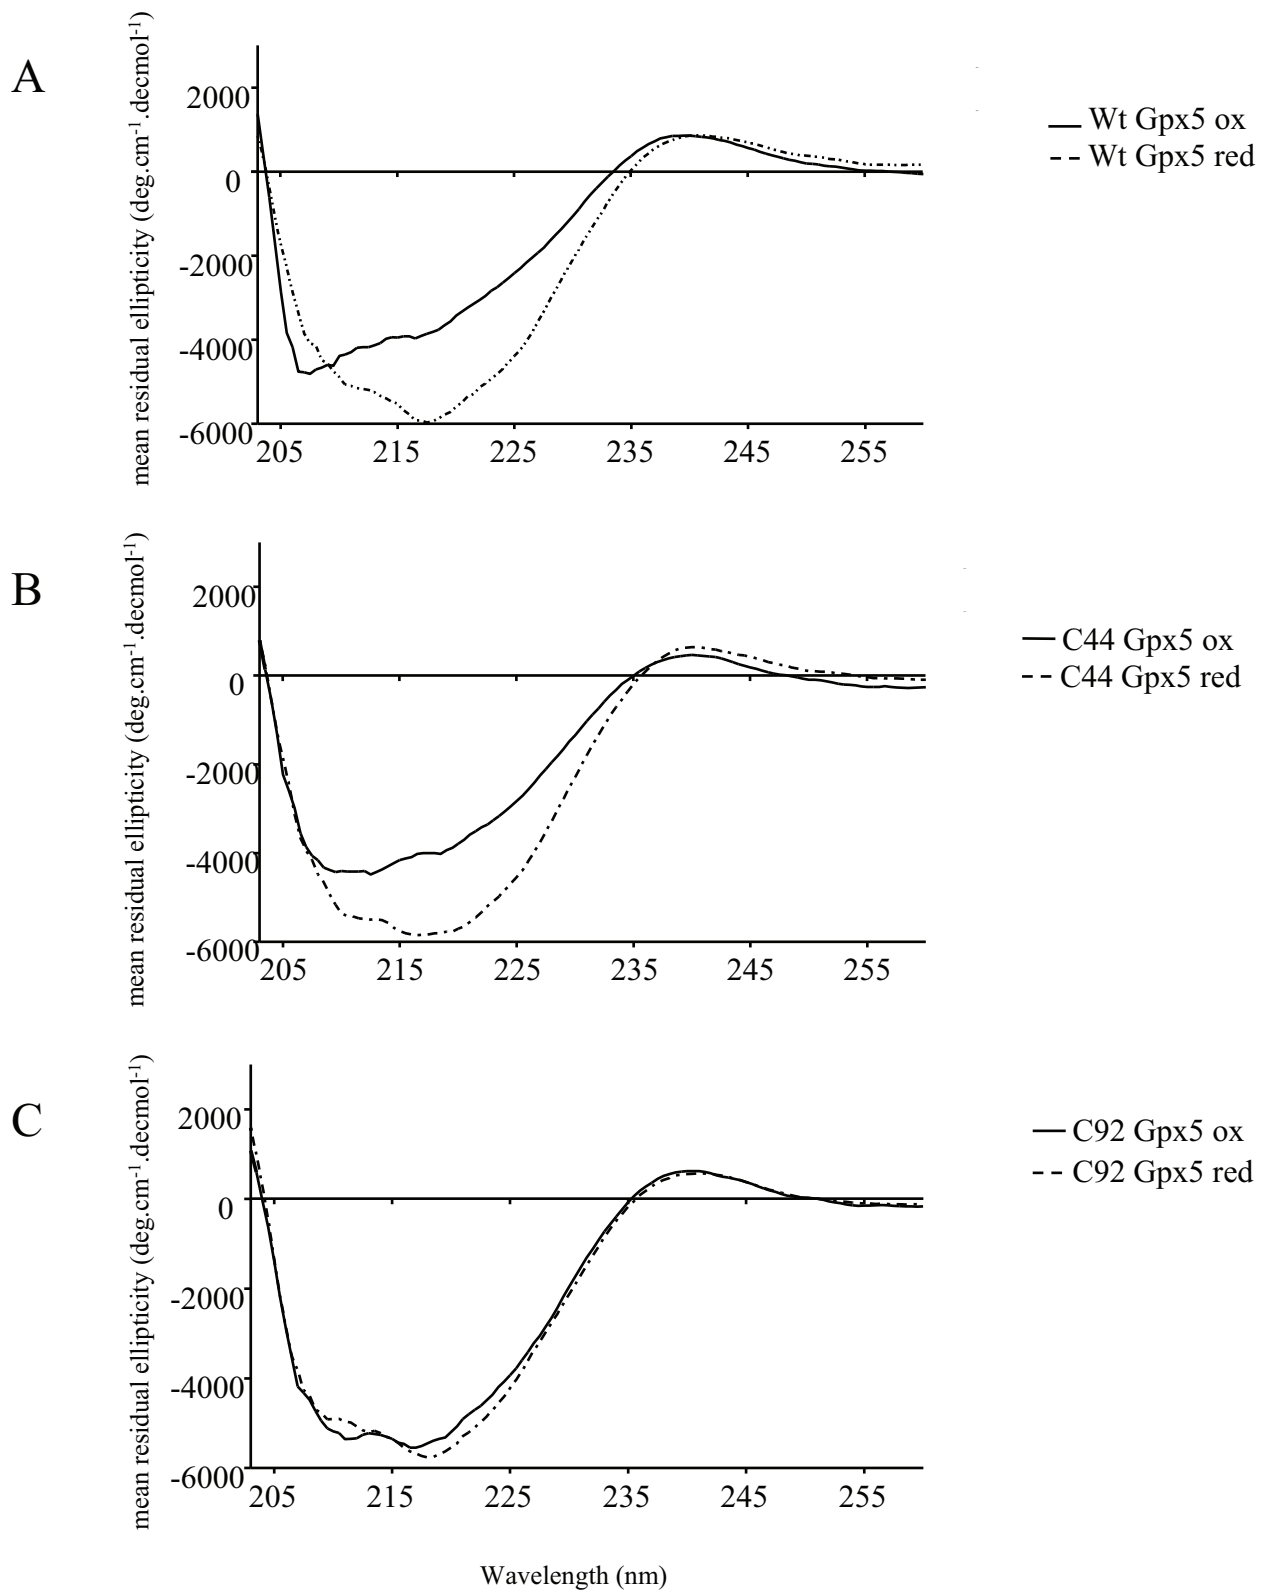 A
mean residual ellipticity (deg.cm-1.decmol-1)
2000
0
-2000
-4000
-6000
205 215 225 235 245 255
Wt Gpx5 ox
Wt Gpx5 red
B
mean residual ellipticity (deg.cm-1.decmol-1)
2000
0
-2000
-4000
-6000
205 215 225 235 245 255
C44 Gpx5 ox
C44 Gpx5 red
C
mean residual ellipticity (deg.cm-1.decmol-1)
2000
0
-2000
-4000
-6000
205 215 225 235 245 255
C92 Gpx5 ox
C92 Gpx5 red
Wavelength (nm)